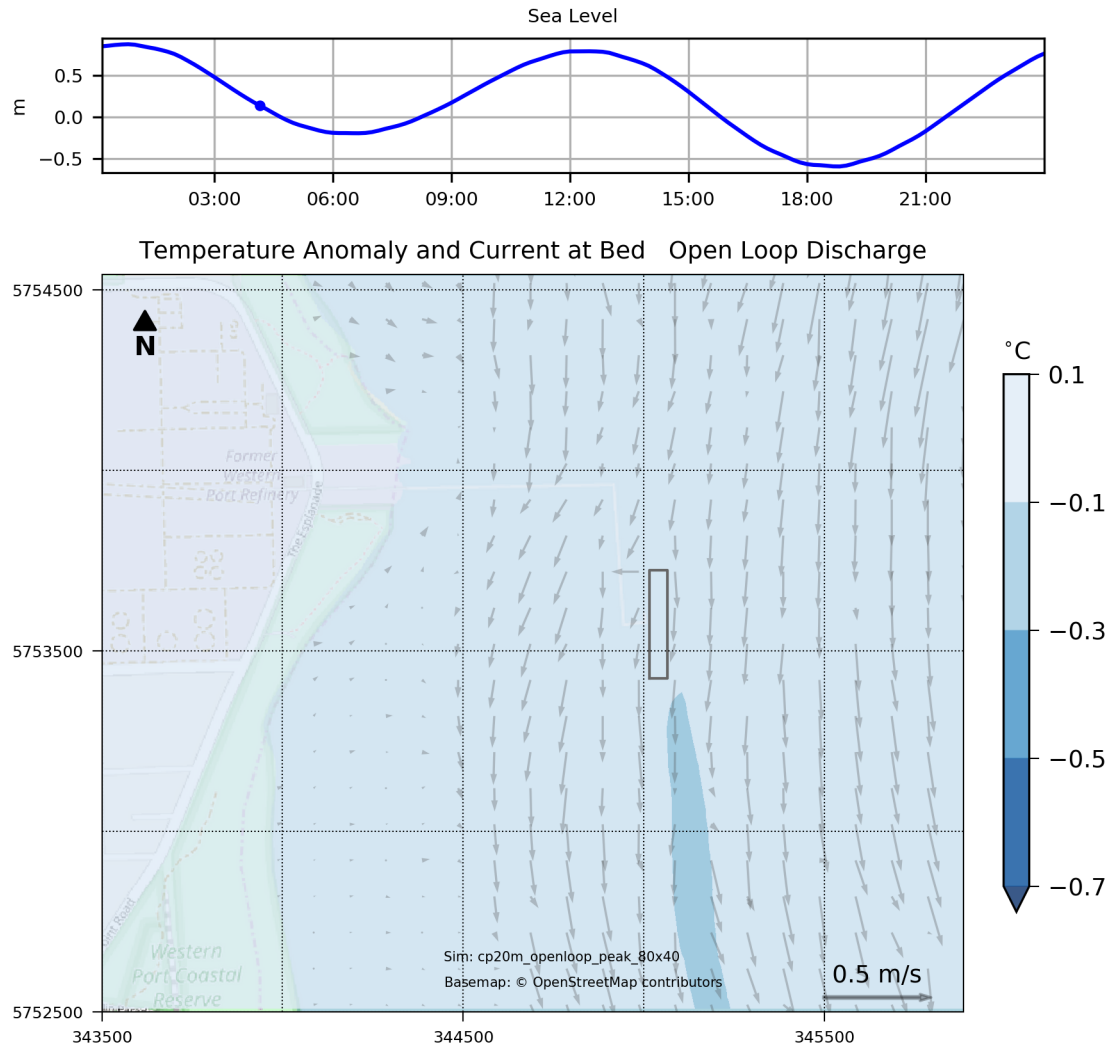 Sea Level
0.5
0.0
−0.5
m
03:00 06:00 09:00 12:00 15:00 18:00 21:00
Temperature Anomaly and Current at Bed Open Loop Discharge
5754500
5753500
5752500
N
Former
Western
Port Refinery
The Esplanade
oint Road
Western
Port Coastal
Reserve
Sim: cp20m_openloop_peak_80x40
Basemap: © OpenStreetMap contributors
0.5 m/s
343500 344500 345500
°C
0.1
−0.1
−0.3
−0.5
−0.7